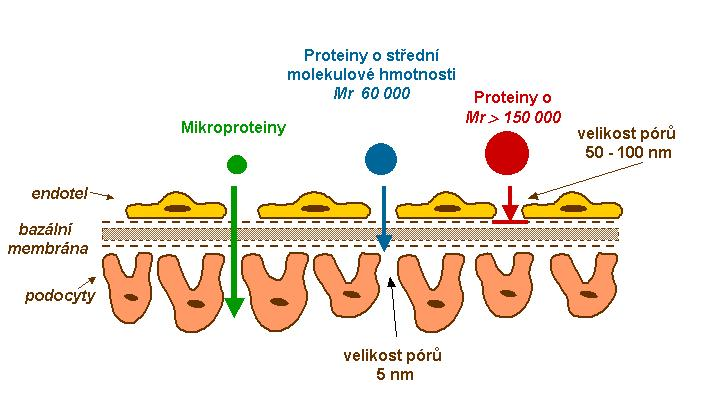 Proteiny o střední
molekulové hmotnosti
Mr 60 000
Proteiny o
Mr > 150 000
Mikroproteiny
velikost pórů
50 - 100 nm
endotel
bazální
membrána
podocyty
velikost pórů
5 nm